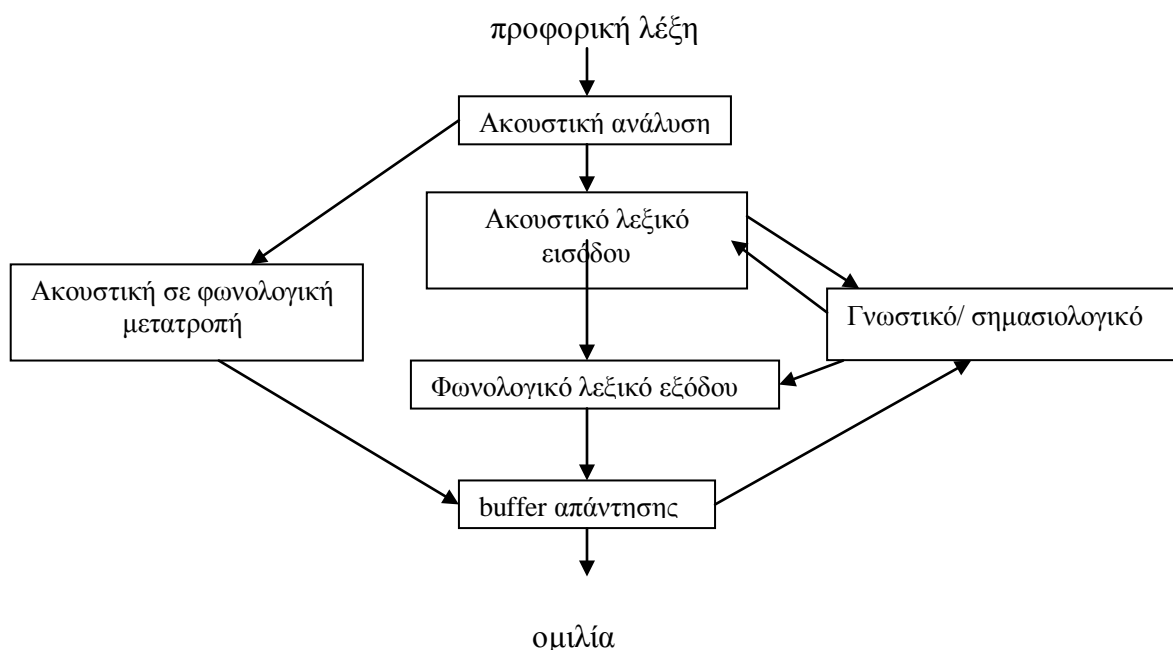 προφορική λέξη
Ακουστική ανάλυση
Ακουστικό λεξικό
εισόδου
Ακουστική σε φωνολογική
μετατροπή
Γνωστικό/ σημασιολογικό
Φωνολογικό λεξικό εξόδου
buffer απάντησης
ομιλία